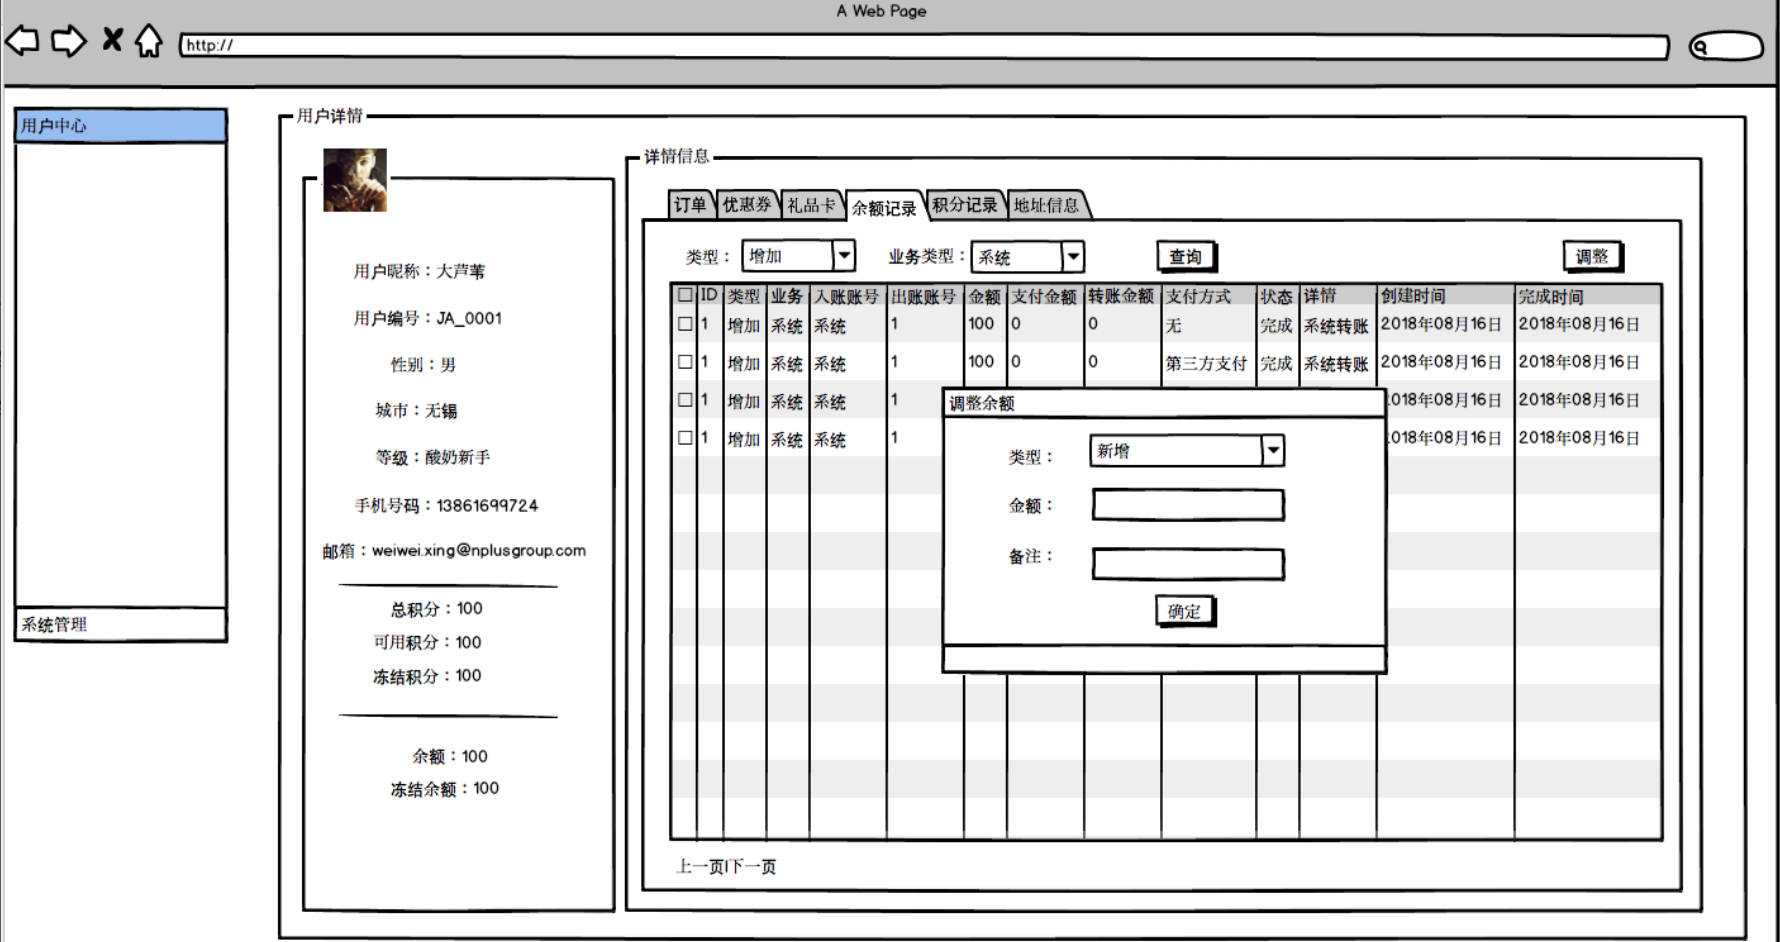 A Web Page
http://
用户中心
系统管理
用户详情
用户昵称：大芦苇
用户编号：JA_0001
性别：男
城市：无锡
等级：酸奶新手
手机号码：13861699724
邮箱：weiwei.xing@nplusgroup.com
总积分：100
可用积分：100
冻结积分：100
余额：100
冻结余额：100
详情信息
订单 优惠券 礼品卡 余额记录 积分记录 地址信息
类型： 增加 业务类型： 系统 查询 调整
ID 类型 业务 入账账号 出账账号 金额 支付金额 转账金额 支付方式 状态 详情 创建时间 完成时间
1 增加 系统 系统 1 100 0 0 无 完成 系统转账 2018年08月16日 2018年08月16日
1 增加 系统 系统 1 100 0 0 第三方支付 完成 系统转账 2018年08月16日 2018年08月16日
1 增加 系统 系统 1 018年08月16日 2018年08月16日
1 增加 系统 系统 1 018年08月16日 2018年08月16日
调整余额
类型： 新增
金额：
备注：
确定
上一页|下一页